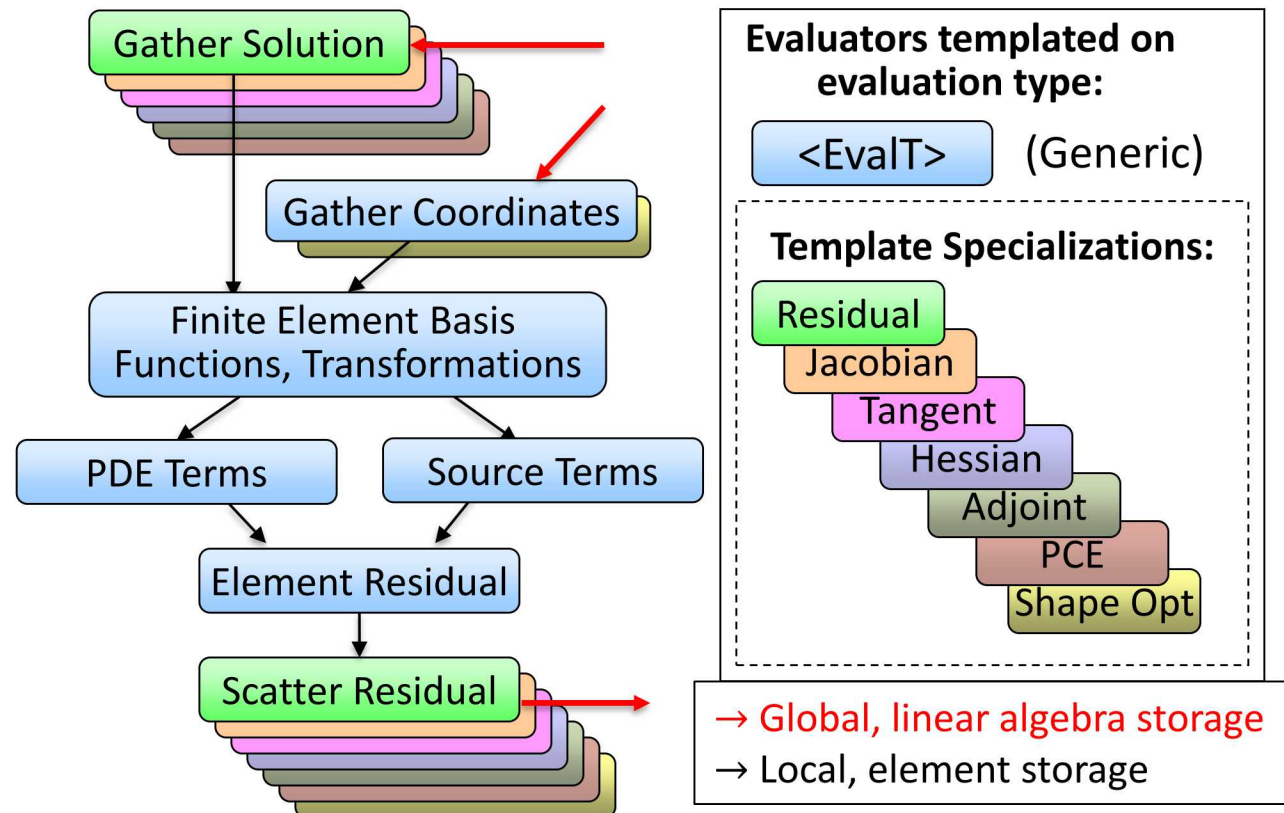 Gather Solution
Gather Coordinates
Finite Element Basis
Functions, Transformations
PDE Terms
Source Terms
Element Residual
Scatter Residual
Evaluators templated on
evaluation type:
<EvalT> (Generic)
Template Specializations:
Residual
Jacobian
Tangent
Hessian
Adjoint
PCE
Shape Opt
→ Global, linear algebra storage
→ Local, element storage